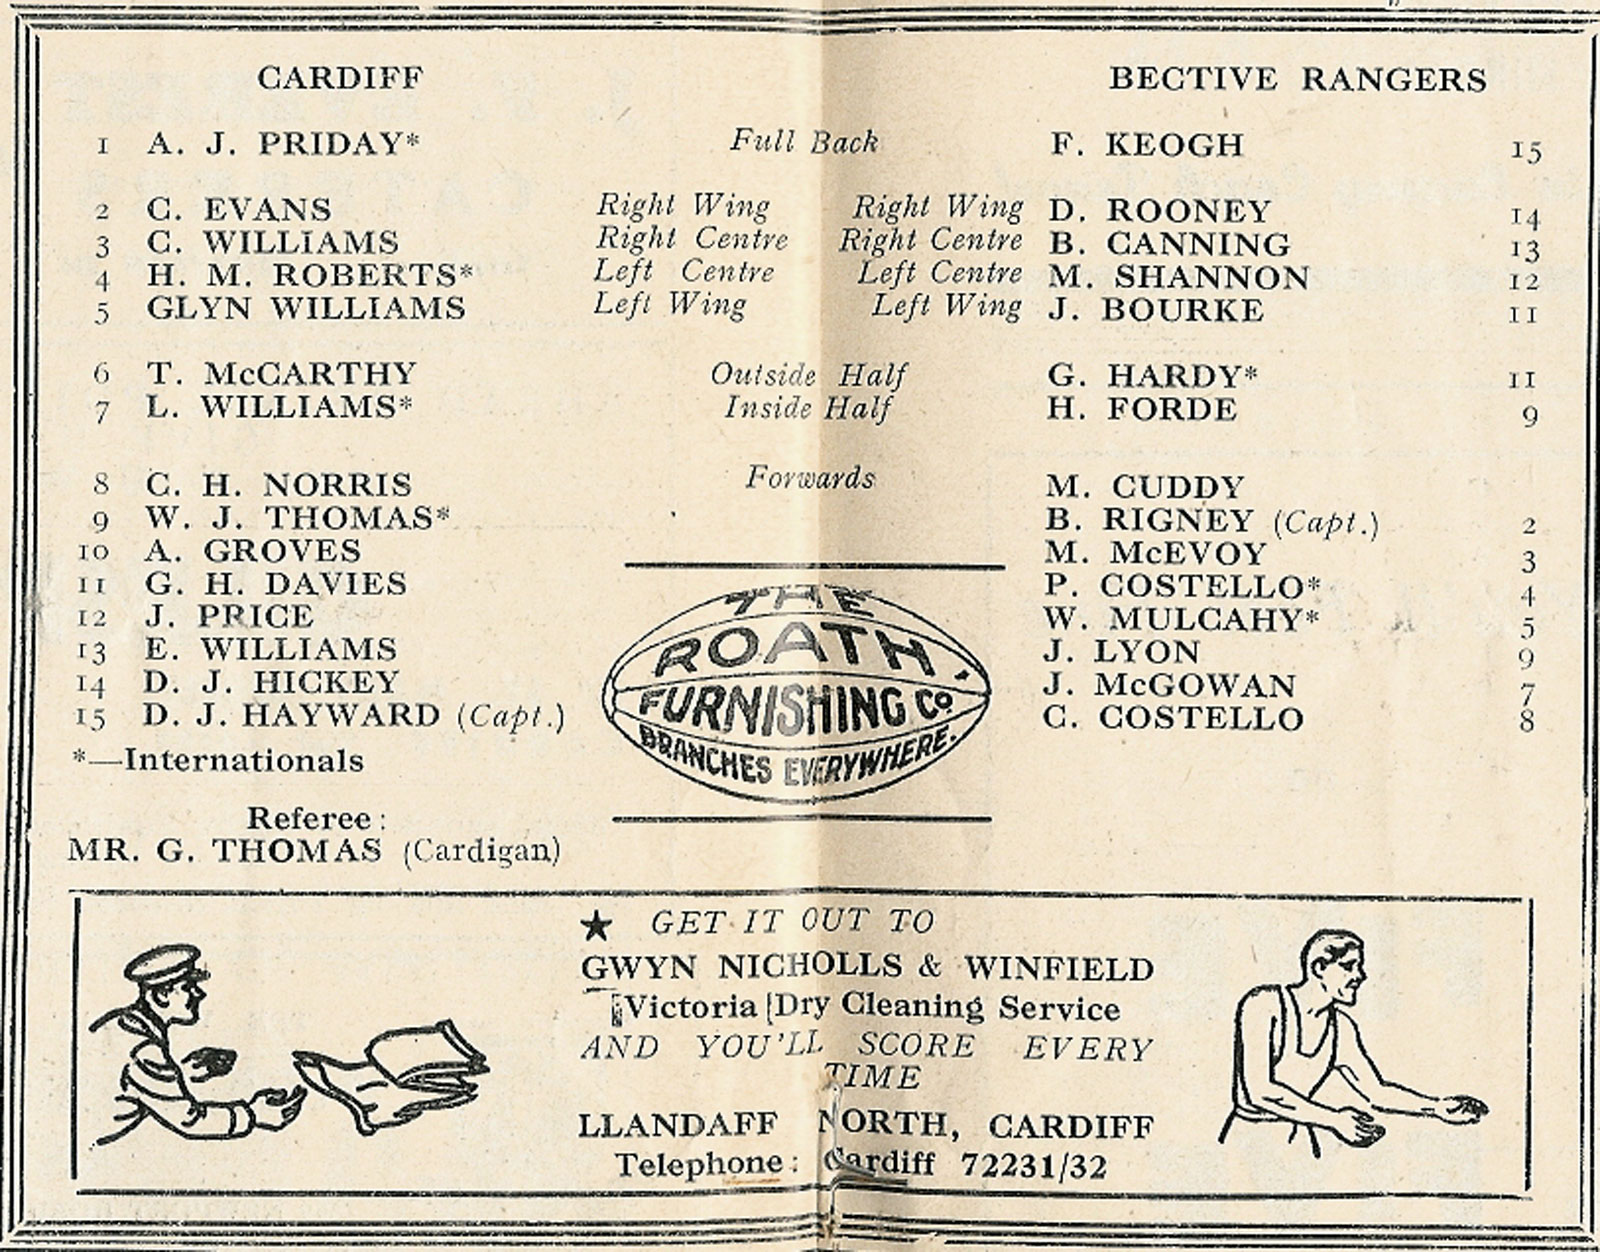 CARDIFF BECTIVE RANGERS
1 A. J. PRIDAY* Full Back F. KEOGH 15
2 C. EVANS Right Wing Right Wing D. ROONEY 14
3 C. WILLIAMS Right Centre Right Centre B. CANNING 13
4 H. M. ROBERTS* Left Centre Left Centre M. SHANNON 12
5 GLYN WILLIAMS Left Wing Left Wing J. BOURKE 11
6 T. McCARTHY Outside Half G. HARDY* 11
7 L. WILLIAMS* Inside Half H. FORDE 9
8 C. H. NORRIS Forwards M. CUDDY
9 W. J. THOMAS* B. RIGNEY (Capt.) 2
10 A. GROVES M. McEVOY 3
11 G. H. DAVIES P. COSTELLO* 4
12 J. PRICE W. MULCAHY* 5
13 E. WILLIAMS J. LYON 9
14 D. J. HICKEY J. McGOWAN 7
15 D. J. HAYWARD (Capt.) C. COSTELLO 8
*—Internationals
THE
ROATH
FURNISHING Co.
BRANCHES EVERYWHERE.
Referee:
MR. G. THOMAS (Cardigan)
★ GET IT OUT TO
GWYN NICHOLLS & WINFIELD
Victoria Dry Cleaning Service
AND YOU'LL SCORE EVERY
TIME
LLANDAFF NORTH, CARDIFF
Telephone: Cardiff 72231/32